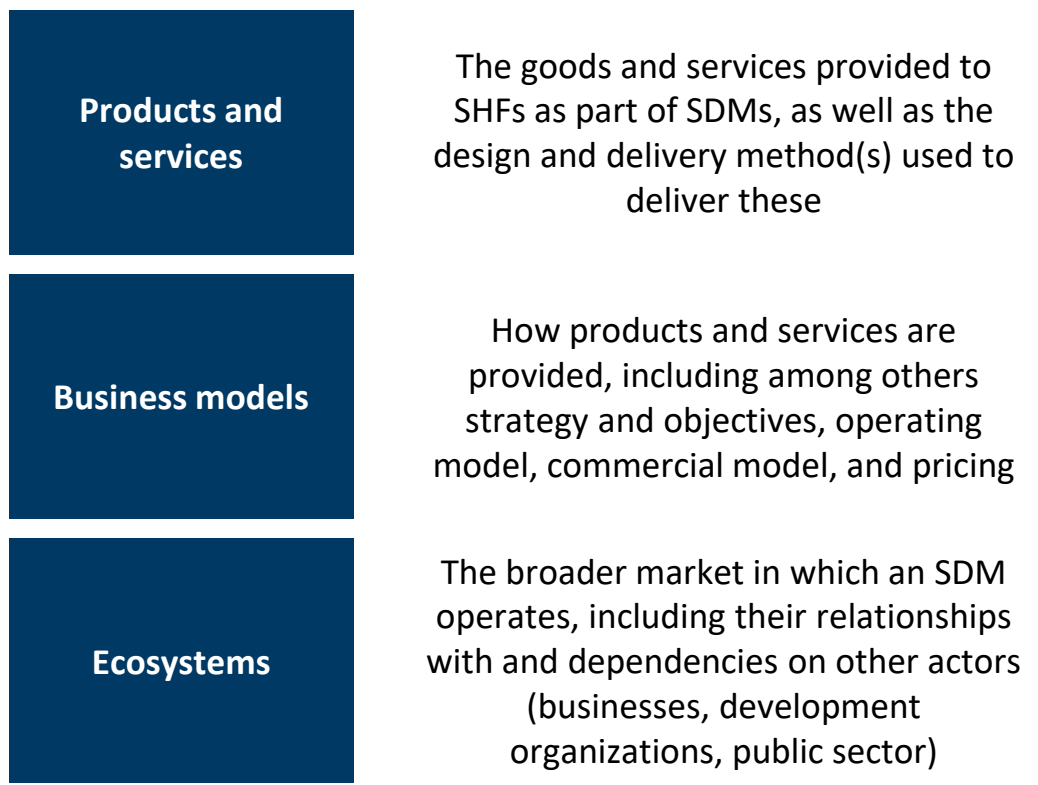 Products and
services
The goods and services provided to
SHFs as part of SDMs, as well as the
design and delivery method(s) used to
deliver these
Business models
How products and services are
provided, including among others
strategy and objectives, operating
model, commercial model, and pricing
Ecosystems
The broader market in which an SDM
operates, including their relationships
with and dependencies on other actors
(businesses, development
organizations, public sector)